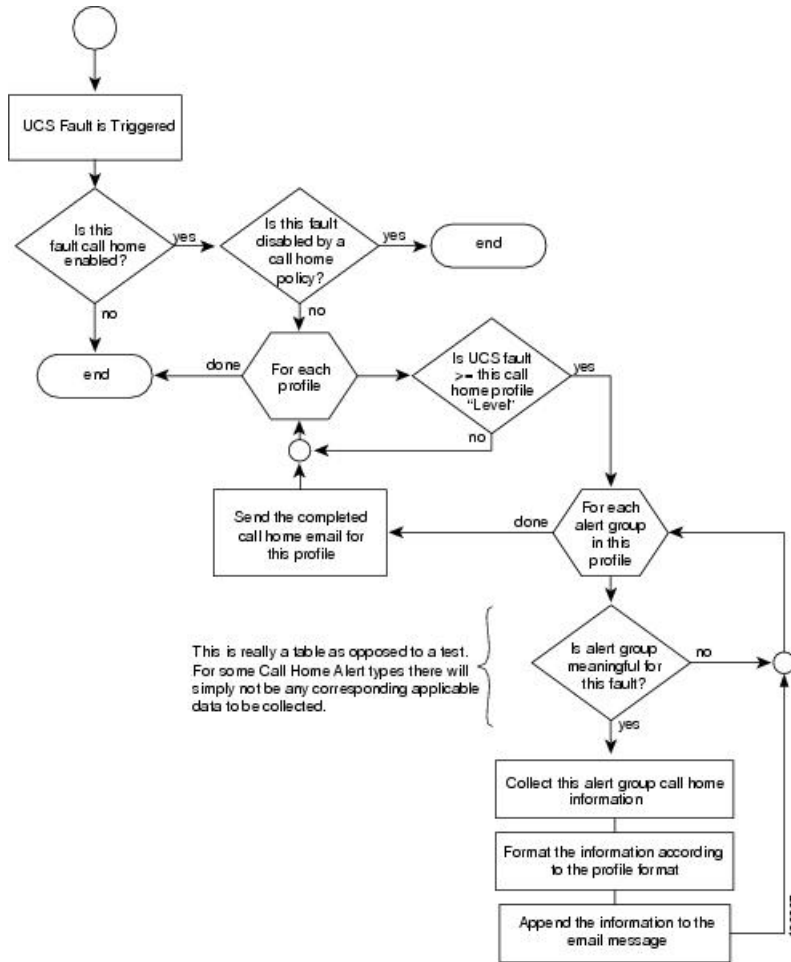 UCS Fault is Triggered
Is this
fault call home
enabled?
yes
no
Is this fault
disabled by a
call home
policy?
yes
no
end
end
done
For each
profile
Is UCS fault
>= this call
home profile
"Level"
yes
no
Send the completed
call home email for
this profile
done
For each
alert group
in this
profile
This is really a table as opposed to a test.
For some Call Home Alert types there will
simply not be any corresponding applicable
data to be collected.
Is alert group
meaningful for
this fault?
no
yes
Collect this alert group call home
information
Format the information according
to the profile format
Append the information to the
email message